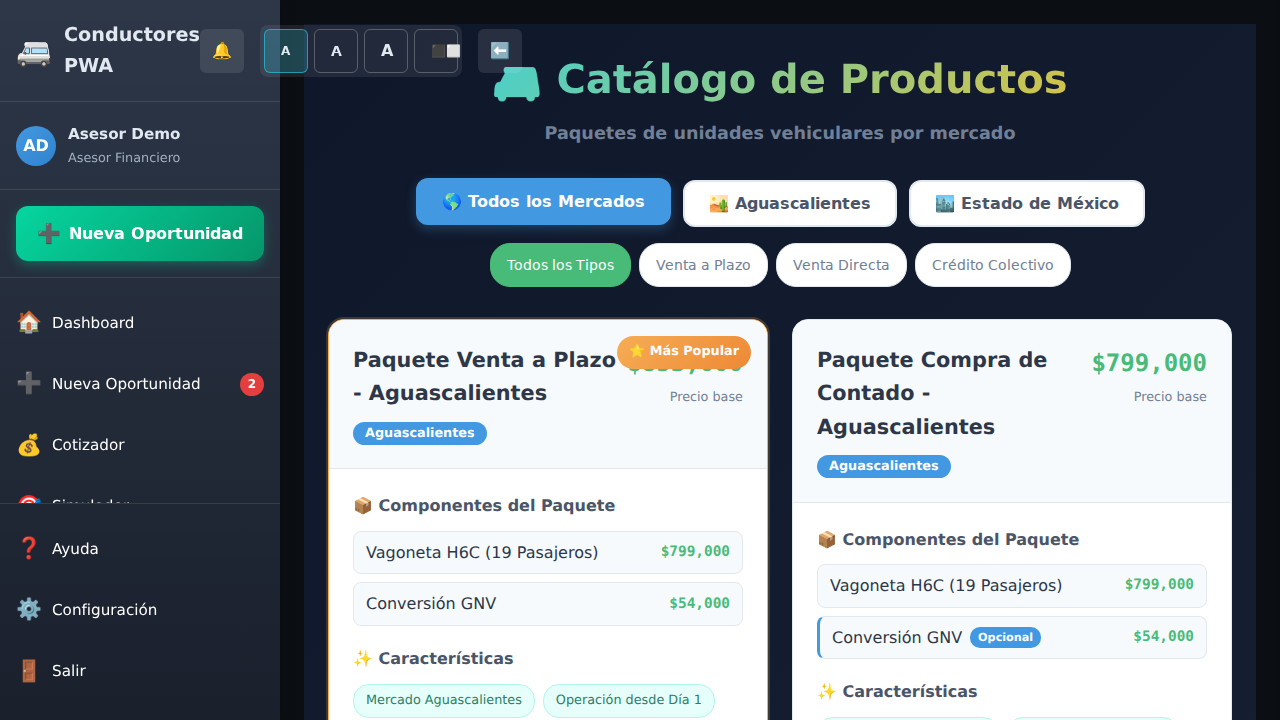 Conductores
PWA
A
A
A
Asesor Demo
AD
Asesor Financiero
Nueva Oportunidad
Dashboard
Nueva Oportunidad
2
Cotizador
Simulador
Ayuda
Configuración
Salir
Catálogo de Productos
Paquetes de unidades vehiculares por mercado
Todos los Mercados
Aguascalientes
Estado de México
Todos los Tipos
Venta a Plazo
Venta Directa
Crédito Colectivo
Más Popular
Paquete Venta a Plazo
- Aguascalientes
Precio base
Aguascalientes
Componentes del Paquete
Vagoneta H6C (19 Pasajeros)
$799,000
Conversión GNV
$54,000
Características
Mercado Aguascalientes
Operación desde Día 1
Paquete Compra de
Contado -
Aguascalientes
$799,000
Precio base
Aguascalientes
Componentes del Paquete
Vagoneta H6C (19 Pasajeros)
$799,000
Conversión GNV
Opcional
$54,000
Características